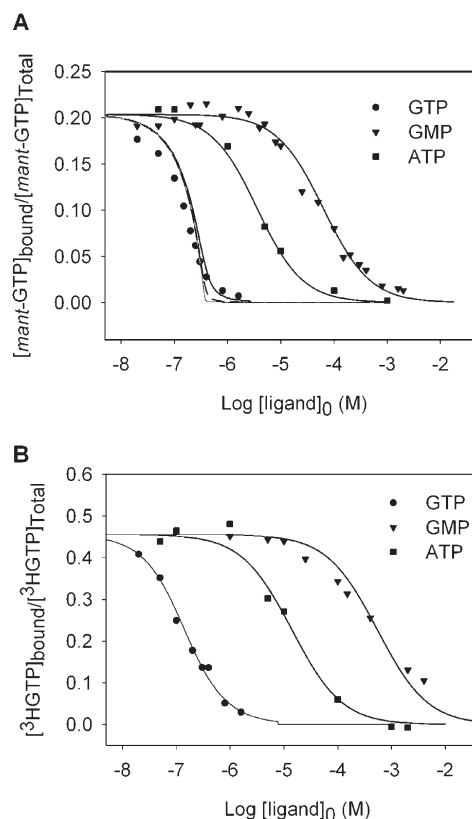 A
[mant-GTP]bound/[mant-GTP]Total
0.25
0.20
0.15
0.10
0.05
0.00
GTP
GMP
ATP
-8 -7 -6 -5 -4 -3 -2
Log [ligand]0 (M)
B
[3HGTP]bound/[3HGTP]Total
0.6
0.5
0.4
0.3
0.2
0.1
0.0
GTP
GMP
ATP
-8 -7 -6 -5 -4 -3 -2
Log [ligand]0 (M)